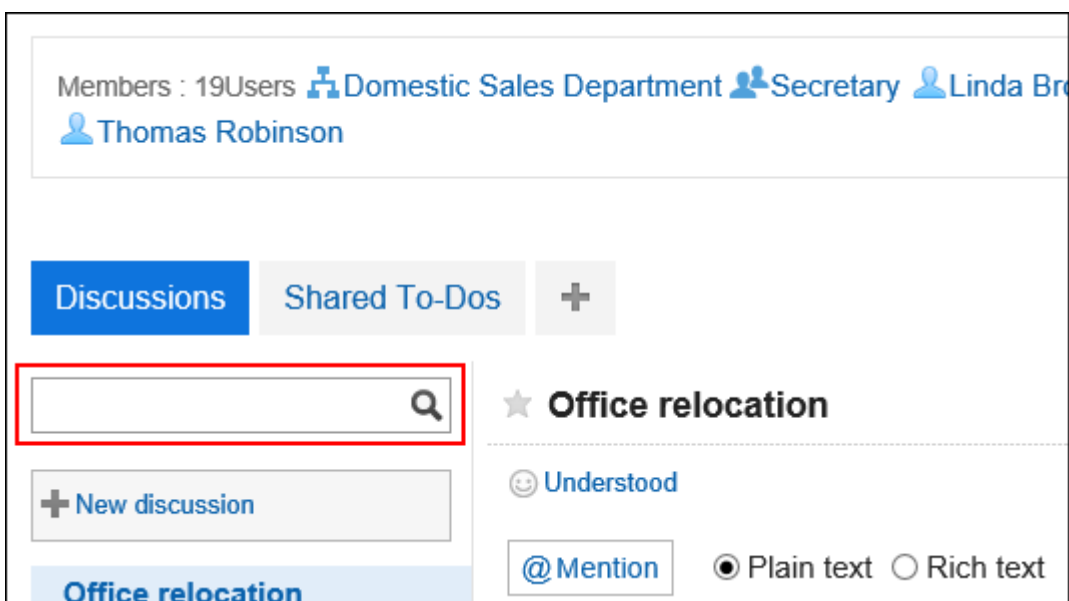 Members : 19Users Domestic Sales Department Secretary Linda
Thomas Robinson
Discussions Shared To-Dos
Office relocation
Understood
New discussion
@Mention Plain text Rich text
Office relocation